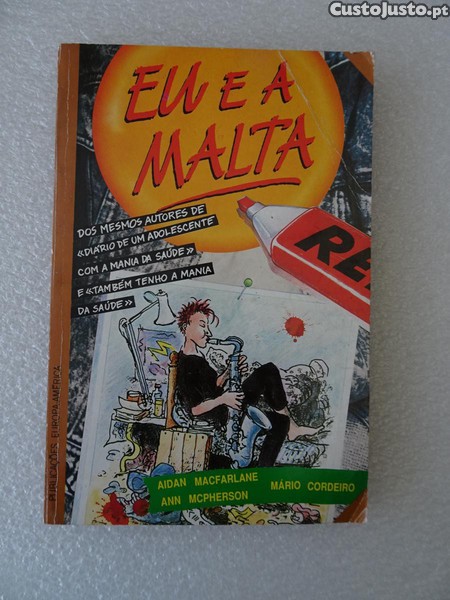 CustoJusto.pt
EU E A
MALTA
DOS MESMOS AUTORES DE
«DIÁRIO DE UM ADOLESCENTE
COM A MANIA DA SAÚDE»
E «TAMBÉM TENHO A MANIA
DA SAÚDE»
RE
AIDAN MACFARLANE
ANN MCPHERSON
MÁRIO CORDEIRO
PUBLICAÇÕES EUROPA-AMÉRICA